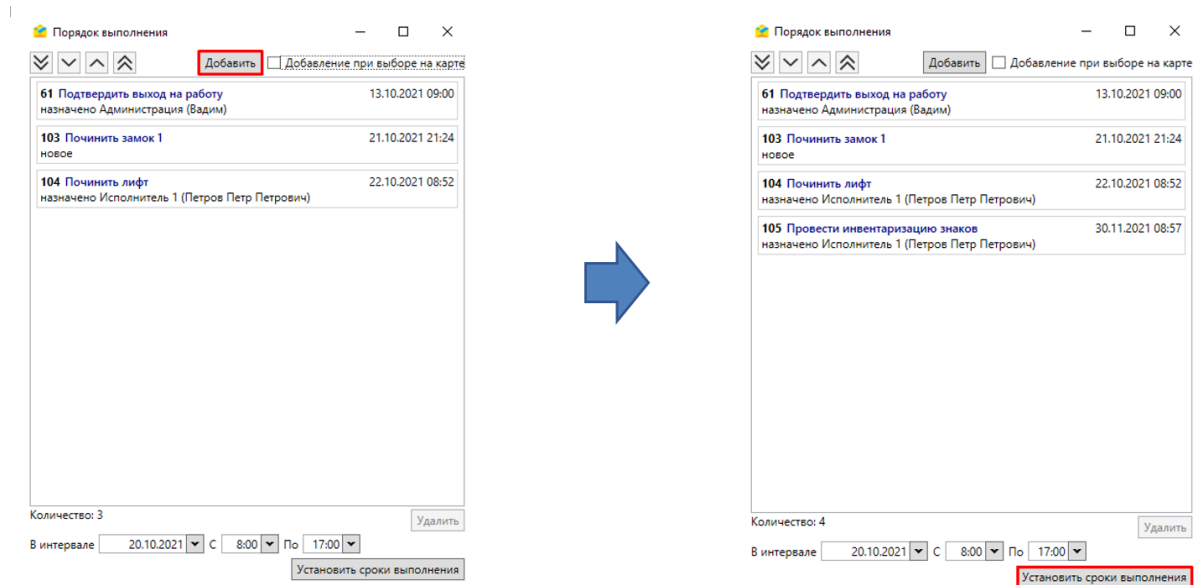 Порядок выполнения
Добавить Добавление при выборе на карте
61 Подтвердить выход на работу 13.10.2021 09:00
назначено Администрация (Вадим)
103 Починить замок 1 21.10.2021 21:24
новое
104 Починить лифт 22.10.2021 08:52
назначено Исполнитель 1 (Петров Петр Петрович)
Количество: 3
Удалить
В интервале 20.10.2021 С 8:00 По 17:00
Установить сроки выполнения
Порядок выполнения
Добавить Добавление при выборе на карте
61 Подтвердить выход на работу 13.10.2021 09:00
назначено Администрация (Вадим)
103 Починить замок 1 21.10.2021 21:24
новое
104 Починить лифт 22.10.2021 08:52
назначено Исполнитель 1 (Петров Петр Петрович)
105 Провести инвентаризацию знаков 30.11.2021 08:57
назначено Исполнитель 1 (Петров Петр Петрович)
Количество: 4
Удалить
В интервале 20.10.2021 С 8:00 По 17:00
Установить сроки выполнения